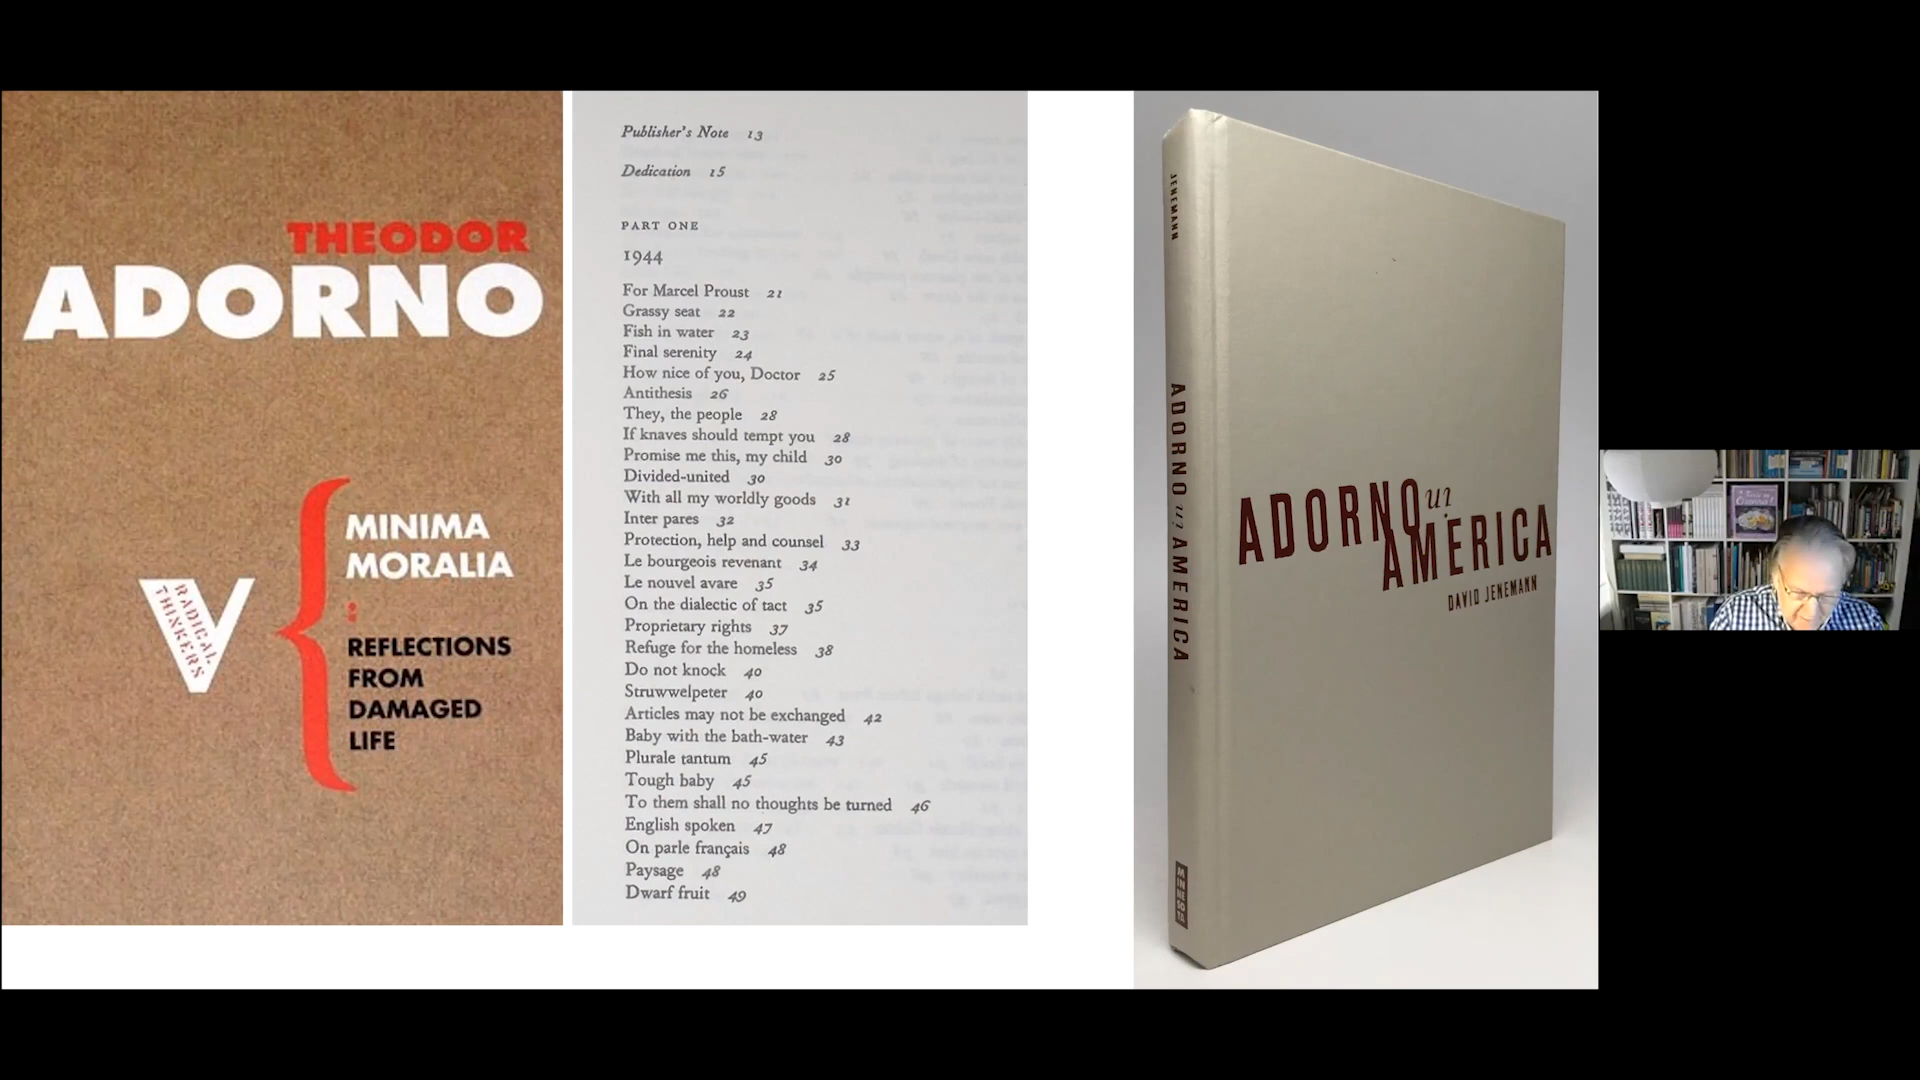 THEODOR
ADORNO
MINIMA
MORALIA
:
REFLECTIONS
FROM
DAMAGED
LIFE
RADICAL
THINKERS
Publisher's Note 13
Dedication 15
PART ONE
1944
For Marcel Proust 21
Grassy seat 22
Fish in water 23
Final serenity 24
How nice of you, Doctor 25
Antithesis 26
They, the people 28
If knaves should tempt you 28
Promise me this, my child 30
Divided-united 30
With all my worldly goods 31
Inter pares 32
Protection, help and counsel 33
Le bourgeois revenant 34
Le nouvel avare 35
On the dialectic of tact 35
Proprietary rights 37
Refuge for the homeless 38
Do not knock 40
Struwwelpeter 40
Articles may not be exchanged 42
Baby with the bath-water 43
Plurale tantum 45
Tough baby 45
To them shall no thoughts be turned 46
English spoken 47
On parle français 48
Paysage 48
Dwarf fruit 49
JENEMANN
ADORNO in AMERICA
MINNESOTA
ADORNO in
AMERICA
DAVID JENEMANN